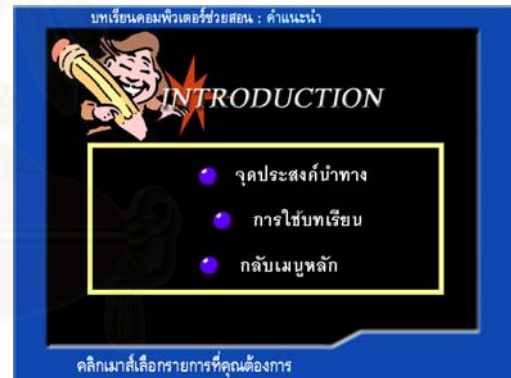 บทเรียนคอมพิวเตอร์ช่วยสอน : คำแนะนำ
INTRODUCTION
จุดประสงค์นำทาง
การใช้บทเรียน
กลับเมนูหลัก
คลิกเมาส์เลือกรายการที่คุณต้องการ